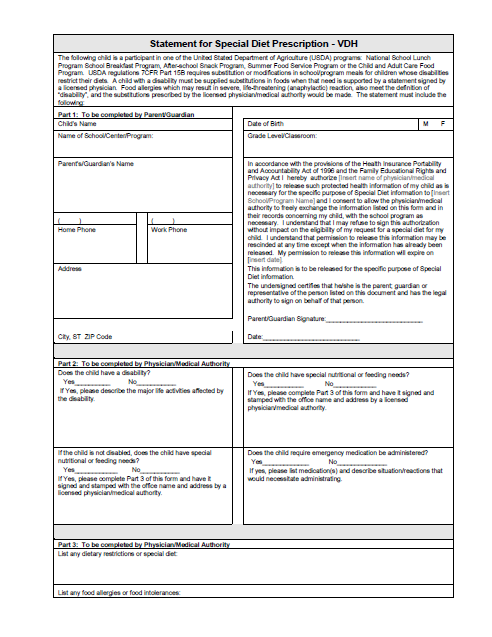 Statement for Special Diet Prescription - VDH
The following child is a participant in one of the United Stated Department of Agriculture (USDA) programs: National School Lunch
Program School Breakfast Program, After-school Snack Program, Summer Food Service Program or the Child and Adult Care Food
Program. USDA regulations 7CFR Part 15B requires substitution or modifications in school/program meals for children whose disabilities
restrict their diets. A child with a disability must be supplied substitutions in foods when that need is supported by a statement signed by
a licensed physician. Food allergies which may result in severe, life-threatening (anaphylactic) reaction, also meet the definition of
"disability", and the substitutions prescribed by the licensed physician/medical authority would be made. The statement must include the
following:
Part 1: To be completed by Parent/Guardian
Child's Name
Date of Birth M F
Name of School/Center/Program:
Grade Level/Classroom:
Parent's/Guardian's Name
( )
Home Phone
( )
Work Phone
Address
City, ST ZIP Code
In accordance with the provisions of the Health Insurance Portability
and Accountability Act of 1996 and the Family Educational Rights and
Privacy Act I hereby authorize [Insert name of physician/medical
authority] to release such protected health information of my child as is
necessary for the specific purpose of Special Diet information to [Insert
School/Program Name] and I consent to allow the physician/medical
authority to freely exchange the information listed on this form and in
their records concerning my child, with the school program as
necessary. I understand that I may refuse to sign this authorization
without impact on the eligibility of my request for a special diet for my
child. I understand that permission to release this information may be
rescinded at any time except when the information has already been
released. My permission to release this information will expire on
[insert date].
This information is to be released for the specific purpose of Special
Diet information.
The undersigned certifies that he/she is the parent; guardian or
representative of the person listed on this document and has the legal
authority to sign on behalf of that person.
Parent/Guardian Signature:____________________________
Date:____________________________
Part 2: To be completed by Physician/Medical Authority
Does the child have a disability?
Yes__________ No__________
If Yes, please describe the major life activities affected by
the disability.
Does the child have special nutritional or feeding needs?
Yes__________ No__________
If Yes, please complete Part 3 of this form and have it signed and
stamped with the office name and address by a licensed
physician/medical authority.
If the child is not disabled, does the child have special
nutritional or feeding needs?
Yes__________ No__________
If Yes, please complete Part 3 of this form and have it
signed and stamped with the office name and address by a
licensed physician/medical authority.
Does the child require emergency medication be administered?
Yes__________ No__________
If yes, please list medication(s) and describe situation/reactions that
would necessitate administrating.
Part 3: To be completed by Physician/Medical Authority
List any dietary restrictions or special diet:
List any food allergies or food intolerances: